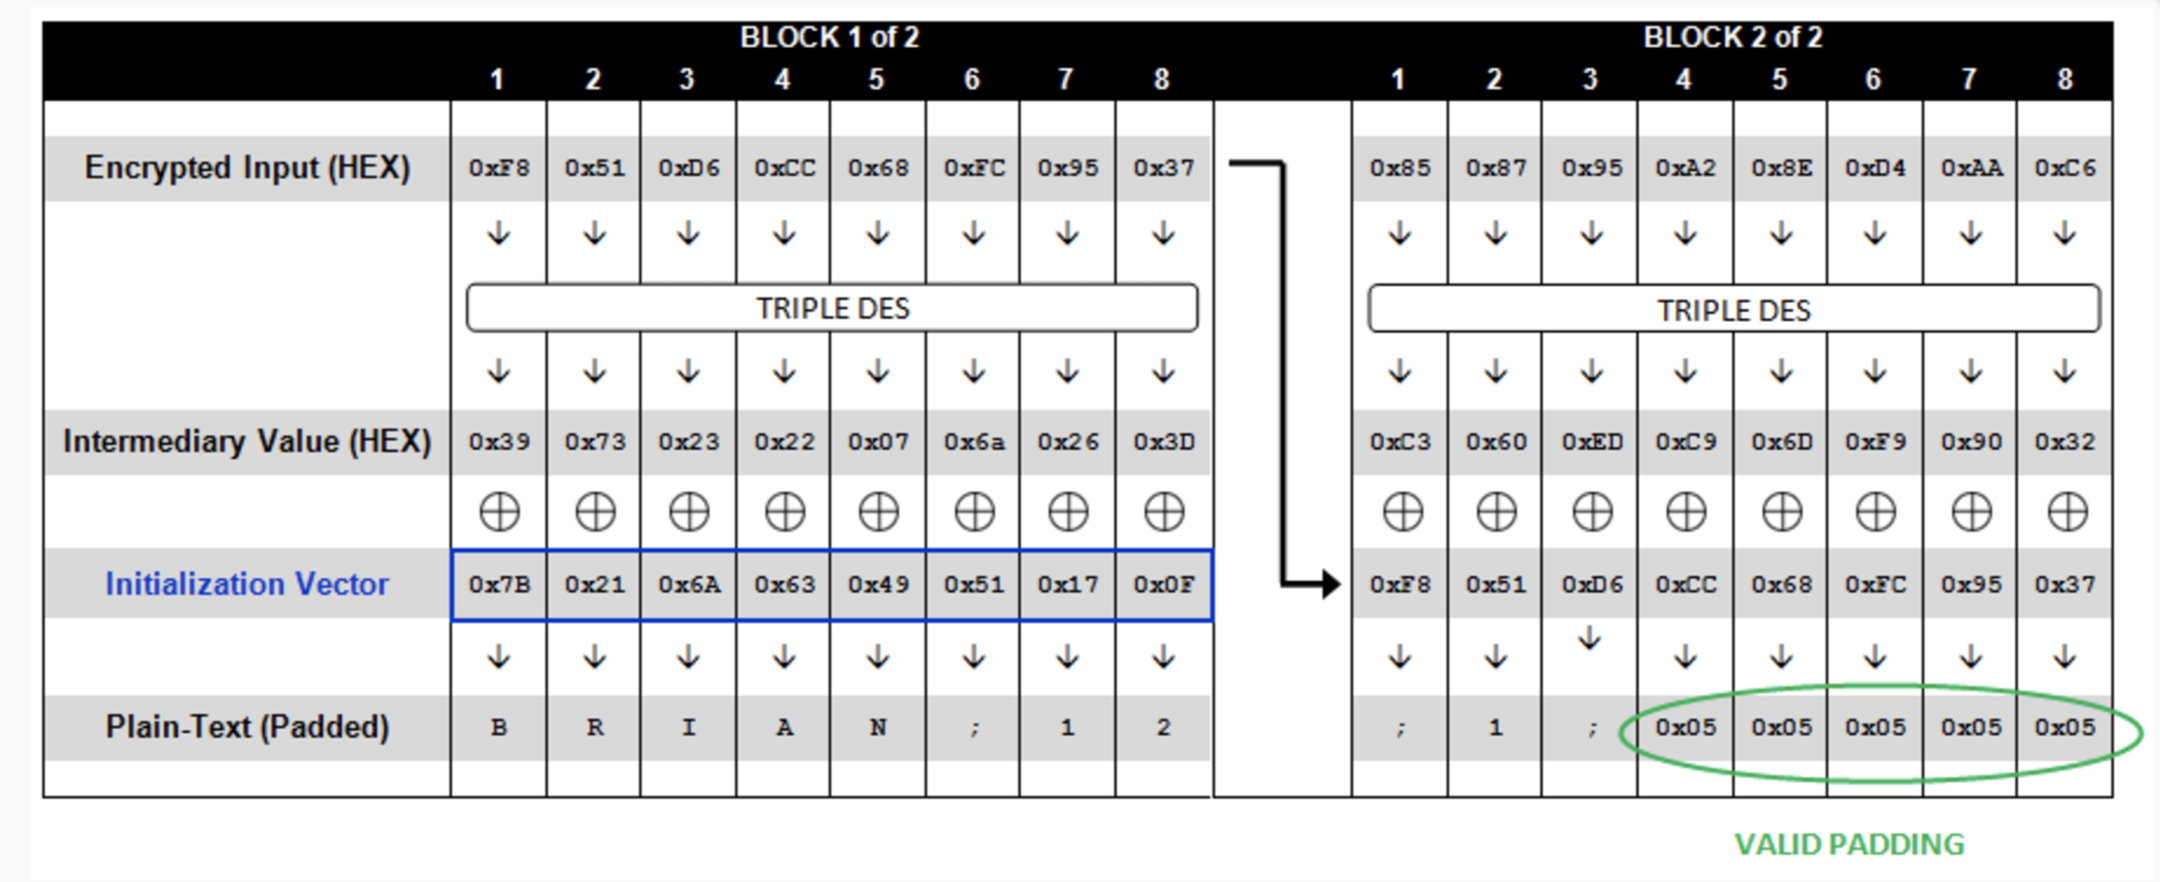 BLOCK 1 of 2 BLOCK 2 of 2
1 2 3 4 5 6 7 8 1 2 3 4 5 6 7 8
Encrypted Input (HEX) 0xF8 0x51 0xD6 0xCC 0x68 0xFC 0x95 0x37 0x85 0x87 0x95 0xA2 0x8E 0xD4 0xAA 0xC6
TRIPLE DES TRIPLE DES
Intermediary Value (HEX) 0x39 0x73 0x23 0x22 0x07 0x6a 0x26 0x3D 0xC3 0x60 0xED 0xC9 0x6D 0xF9 0x90 0x32
Initialization Vector 0x7B 0x21 0x6A 0x63 0x49 0x51 0x17 0x0F 0xF8 0x51 0xD6 0xCC 0x68 0xFC 0x95 0x37
Plain-Text (Padded) B R I A N ; 1 2 ; 1 ; 0x05 0x05 0x05 0x05 0x05
VALID PADDING